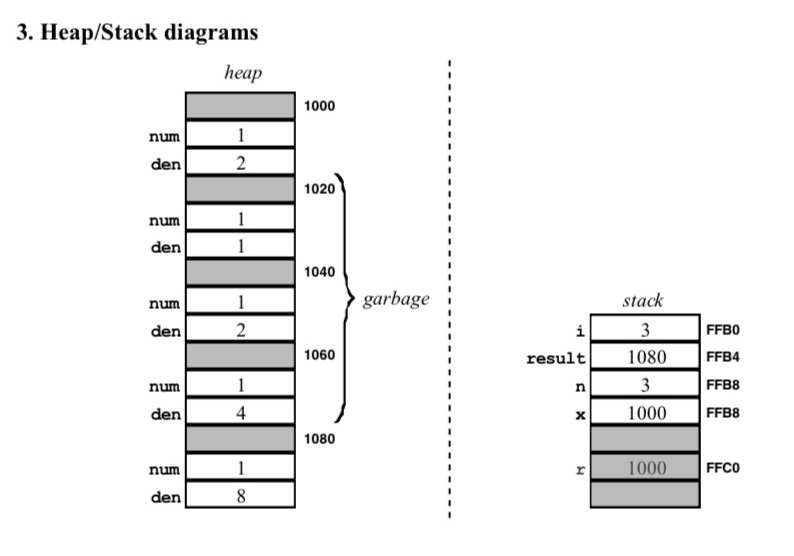 3. Heap/Stack diagrams
heap
1000
num 1
den 2
1020
num 1
den 1
1040
num 1
den 2
1060
num 1
den 4
1080
num 1
den 8
garbage
stack
i 3 FFB0
result 1080 FFB4
n 3 FFB8
x 1000 FFB8
r 1000 FFC0